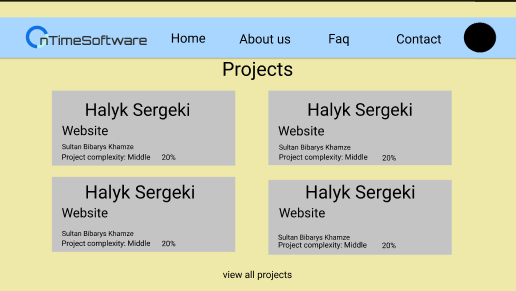 OnTimeSoftware Home About us Faq Contact
Projects
Halyk Sergeki
Website
Sultan Bibarys Khamze
Project complexity: Middle 20%
Halyk Sergeki
Website
Sultan Bibarys Khamze
Project complexity: Middle 20%
Halyk Sergeki
Website
Sultan Bibarys Khamze
Project complexity: Middle 20%
Halyk Sergeki
Website
Sultan Bibarys Khamze
Project complexity: Middle 20%
view all projects